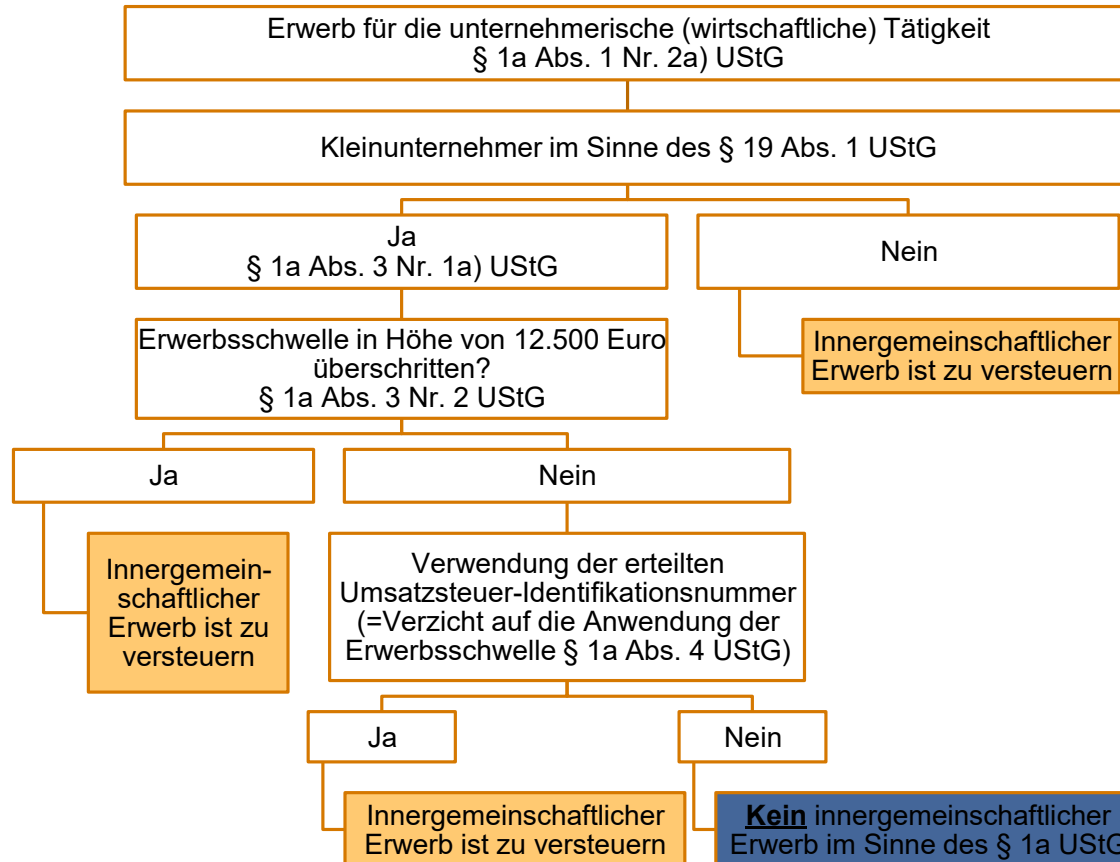 Erwerb für die unternehmerische (wirtschaftliche) Tätigkeit
§ 1a Abs. 1 Nr. 2a) UStG
Kleinunternehmer im Sinne des § 19 Abs. 1 UStG
Ja
§ 1a Abs. 3 Nr. 1a) UStG
Nein
Erwerbsschwelle in Höhe von 12.500 Euro
überschritten?
§ 1a Abs. 3 Nr. 2 UStG
Innergemeinschaftlicher
Erwerb ist zu versteuern
Ja
Nein
Innergemein-
schaftlicher
Erwerb ist zu
versteuern
Verwendung der erteilten
Umsatzsteuer-Identifikationsnummer
(=Verzicht auf die Anwendung der
Erwerbsschwelle § 1a Abs. 4 UStG)
Ja
Nein
Innergemeinschaftlicher
Erwerb ist zu versteuern
Kein innergemeinschaftlicher
Erwerb im Sinne des § 1a UStG